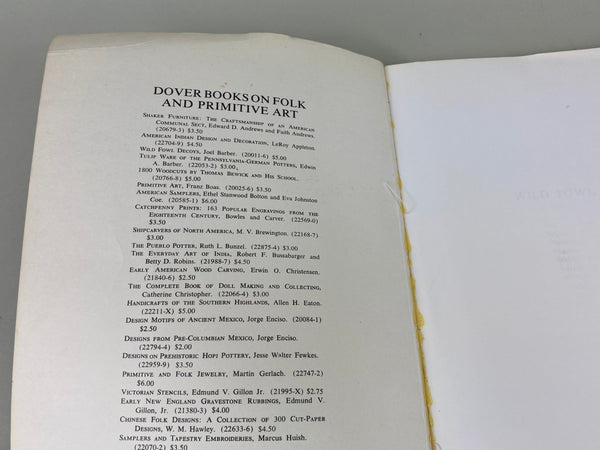 DOVER BOOKS ON FOLK
AND PRIMITIVE ART
SHAKER FURNITURE: THE CRAFTSMANSHIP OF AN AMERICAN
COMMUNAL SECT, Edward D. Andrews and Faith Andrews.
(20679-3) $3.50
AMERICAN INDIAN DESIGN AND DECORATION, LeRoy Appleton.
(22704-9) $4.50
WILD FOWL DECOYS, Joel Barber. (20011-6) $5.00
TULIP WARE OF THE PENNSYLVANIA-GERMAN POTTERS, Edwin
A. Barber. (22053-2) $3.00,
1800 WOODCUTS BY THOMAS BEWICK AND HIS SCHOOL.
(20766-8) $5.00
PRIMITIVE ART, Franz Boas. (20025-6) $3.50
AMERICAN SAMPLERS, Ethel Stanwood Bolton and Eva Johnston
Coe. (20585-1) $6.00
CATCHPENNY PRINTS: 163 POPULAR ENGRAVINGS FROM THE
EIGHTEENTH CENTURY, Bowles and Carver. (22569-0)
$3.50
SHIPCARVERS OF NORTH AMERICA, M. V. Brewington. (22168-7)
$3.00
THE PUEBLO POTTER, Ruth L. Bunzel. (22875-4) $3.00
THE EVERYDAY ART OF INDIA, Robert F. Bussabarger and
Betty D. Robins. (21988-7) $4.50
EARLY AMERICAN WOOD CARVING, Erwin O. Christensen.
(21840-6) $2.50
THE COMPLETE BOOK OF DOLL MAKING AND COLLECTING,
Catherine Christopher. (22066-4) $3.00
HANDICRAFTS OF THE SOUTHERN HIGHLANDS, Allen H. Eaton.
(22211-X) $5.00
DESIGN MOTIFS OF ANCIENT MEXICO, Jorge Enciso. (20084-1)
$2.50
DESIGNS FROM PRE-COLUMBIAN MEXICO, Jorge Enciso.
(22794-4) $2.00
DESIGNS ON PREHISTORIC HOPI POTTERY, Jesse Walter Fewkes.
(22959-9) $3.50
PRIMITIVE AND FOLK JEWELRY, Martin Gerlach. (22747-2)
$6.00
VICTORIAN STENCILS, Edmund V. Gillon Jr. (21995-X) $2.75
EARLY NEW ENGLAND GRAVESTONE RUBBINGS, Edmund V.
Gillon, Jr. (21380-3) $4.00
CHINESE FOLK DESIGNS: A COLLECTION OF 300 CUT-PAPER
DESIGNS, W. M. Hawley. (22633-6) $4.50
SAMPLERS AND TAPESTRY EMBROIDERIES, Marcus Huish.
(22070-2) $3.50